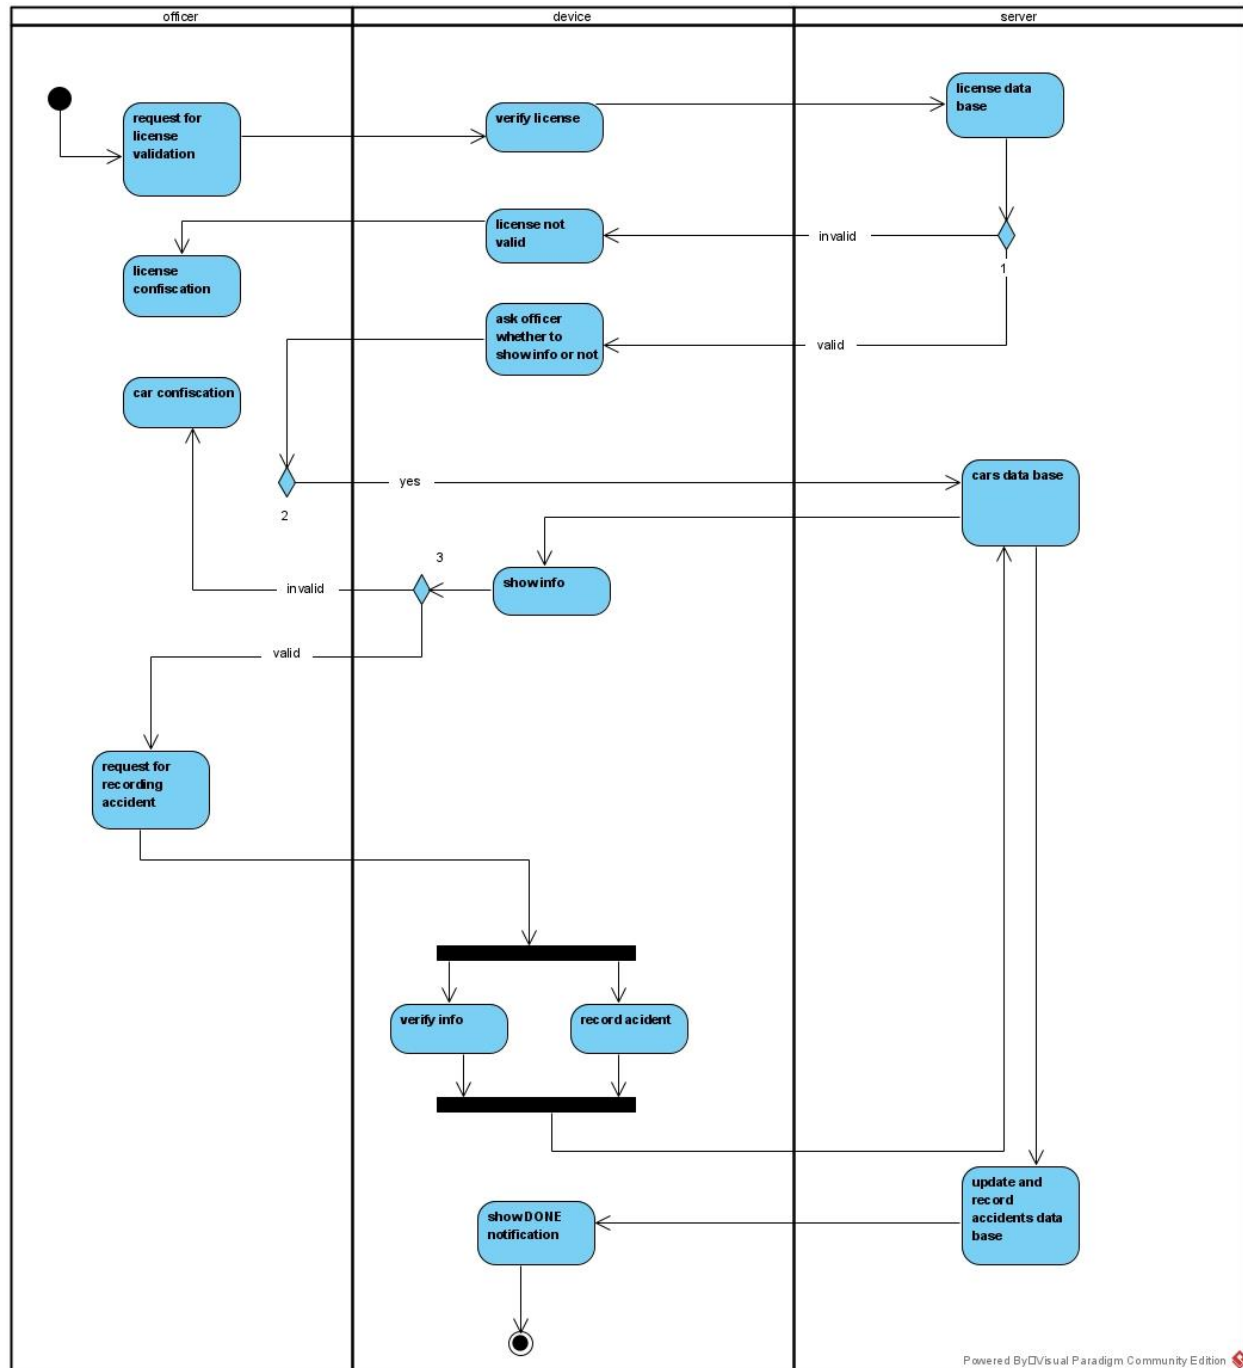 officer
device
server
request for
license
validation
verify license
license data
base
license not
valid
invalid
1
license
confiscation
ask officer
whether to
show info or not
valid
car confiscation
2
yes
cars data base
3
show info
invalid
valid
request for
recording
accident
verify info
record acident
update and
record
accidents data
base
show DONE
notification
Powered By Visual Paradigm Community Edition